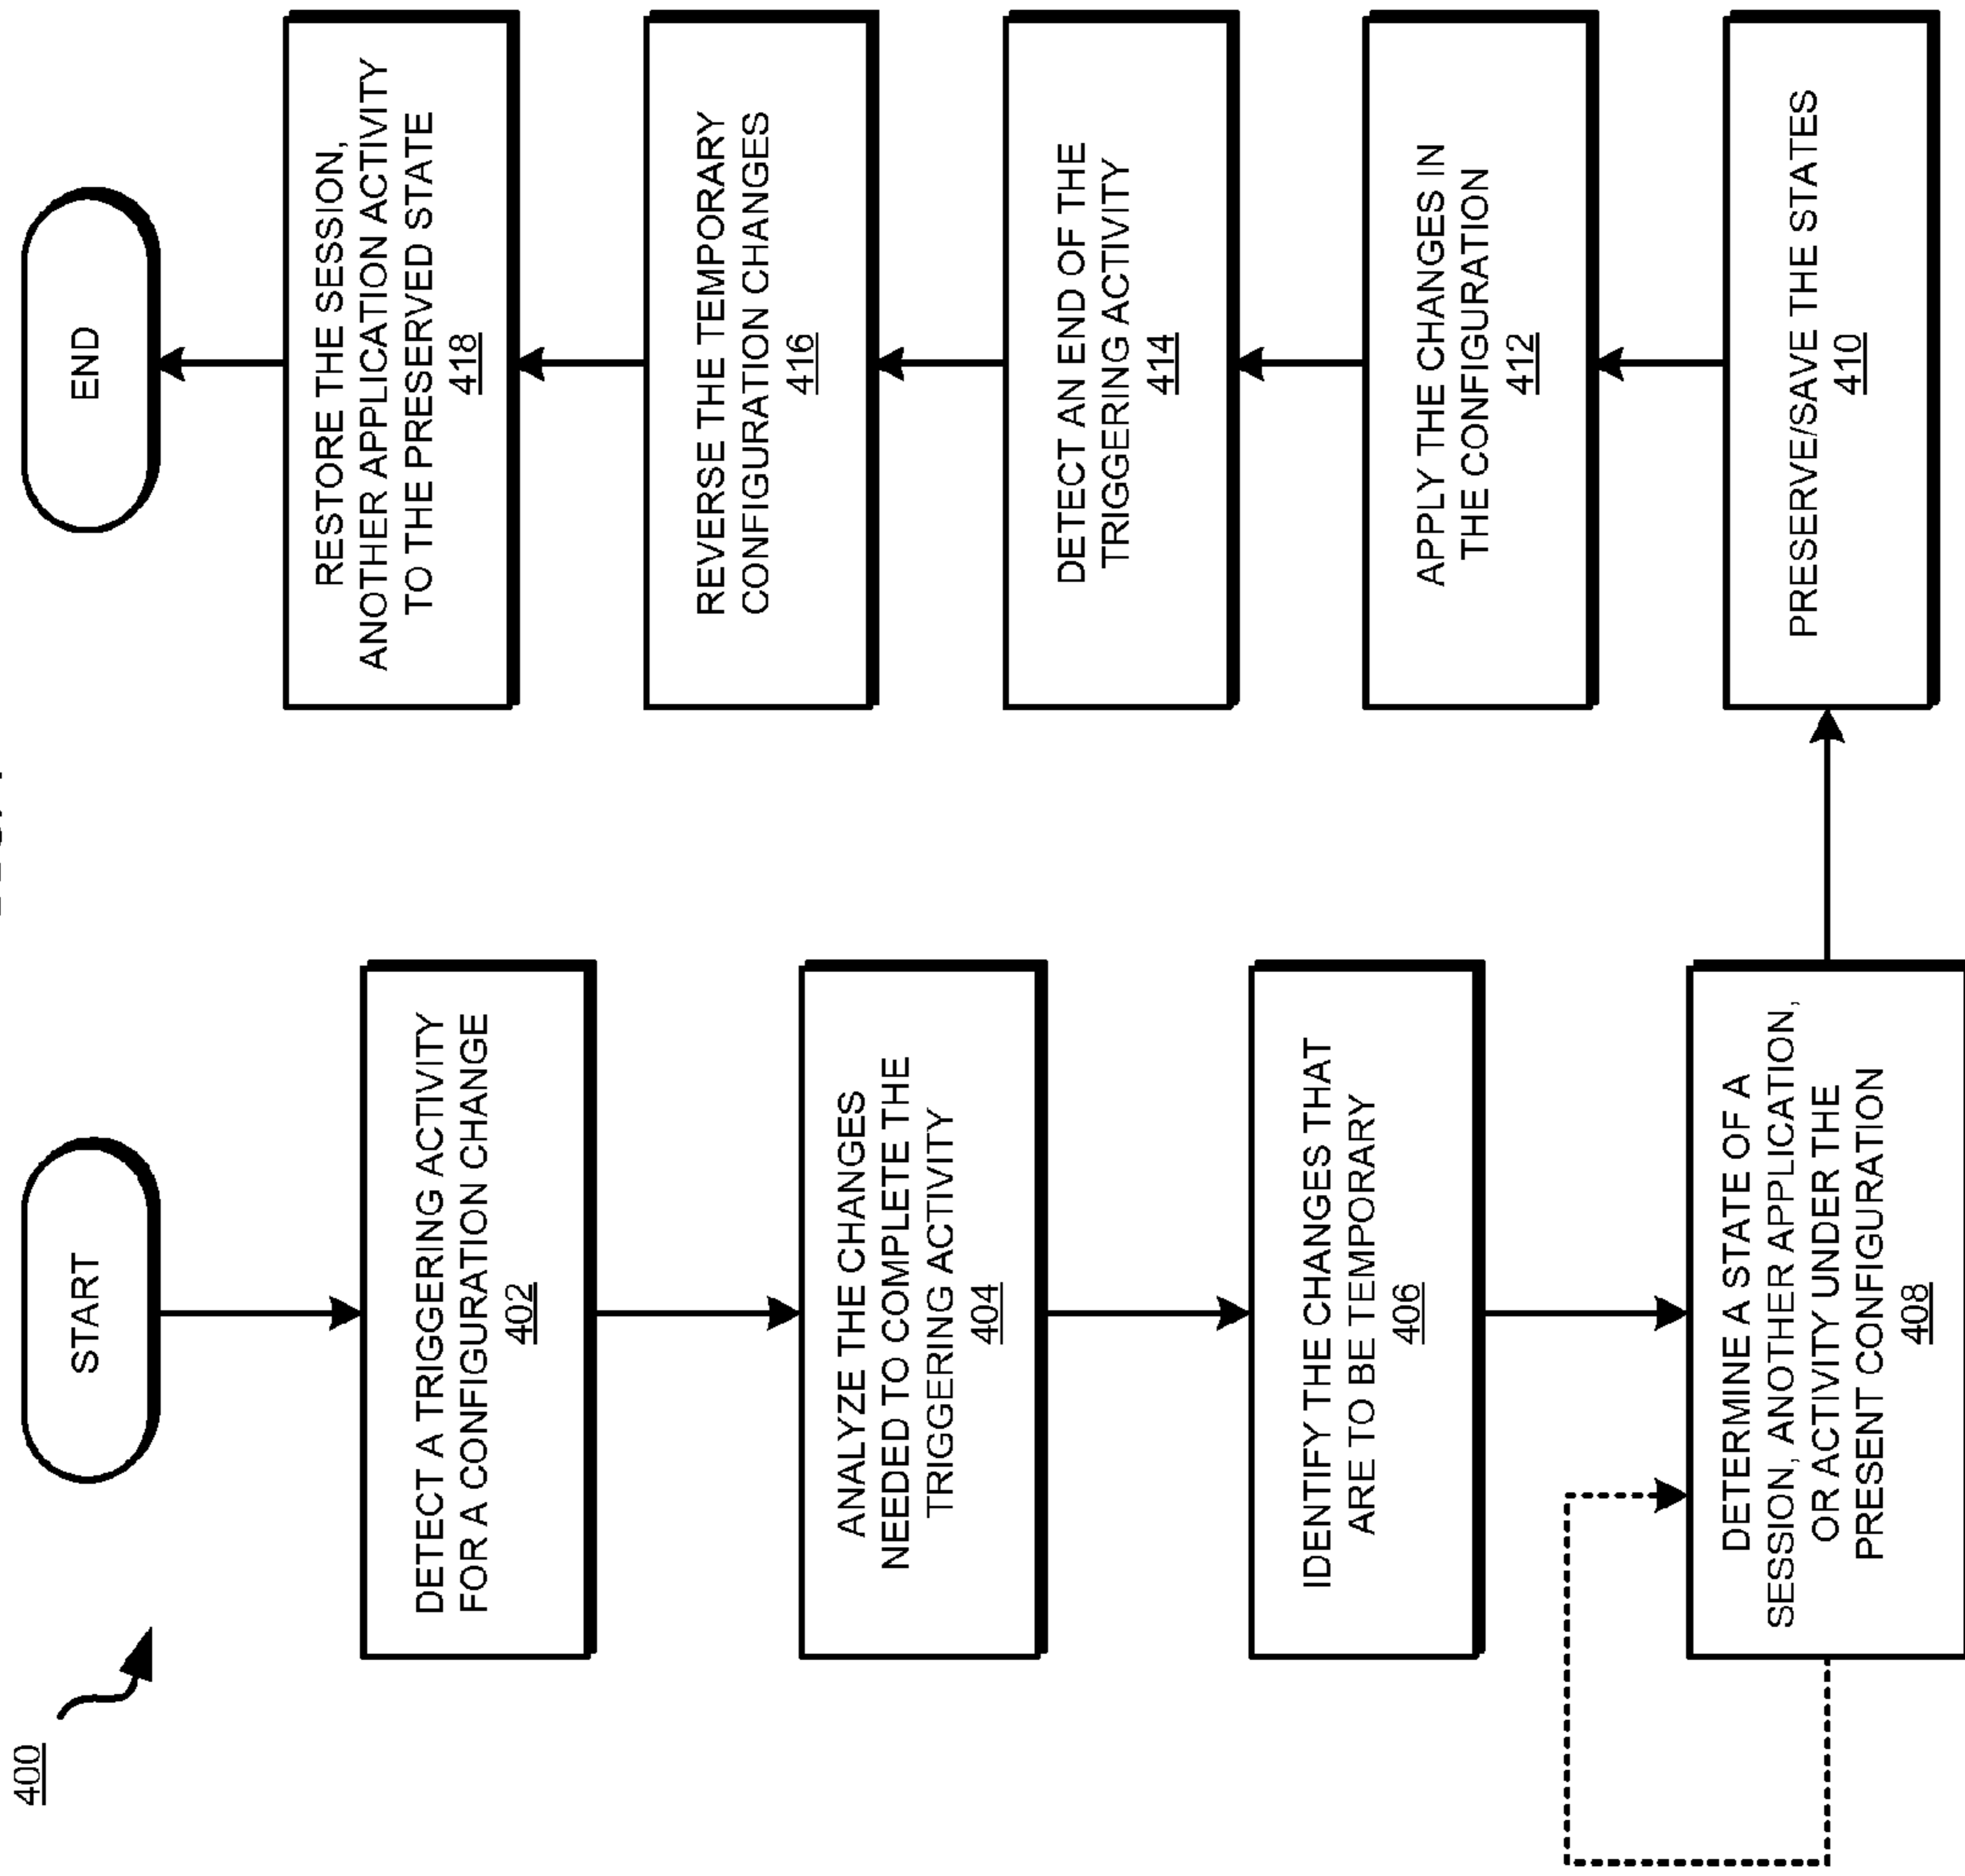 400
START
DETECT A TRIGGERING ACTIVITY
FOR A CONFIGURATION CHANGE
402
ANALYZE THE CHANGES
NEEDED TO COMPLETE THE
TRIGGERING ACTIVITY
404
IDENTIFY THE CHANGES THAT
ARE TO BE TEMPORARY
406
DETERMINE A STATE OF A
SESSION, ANOTHER APPLICATION,
OR ACTIVITY UNDER THE
PRESENT CONFIGURATION
408
PRESERVE/SAVE THE STATES
410
APPLY THE CHANGES IN
THE CONFIGURATION
412
DETECT AN END OF THE
TRIGGERING ACTIVITY
414
REVERSE THE TEMPORARY
CONFIGURATION CHANGES
416
RESTORE THE SESSION,
ANOTHER APPLICATION ACTIVITY
TO THE PRESERVED STATE
418
END